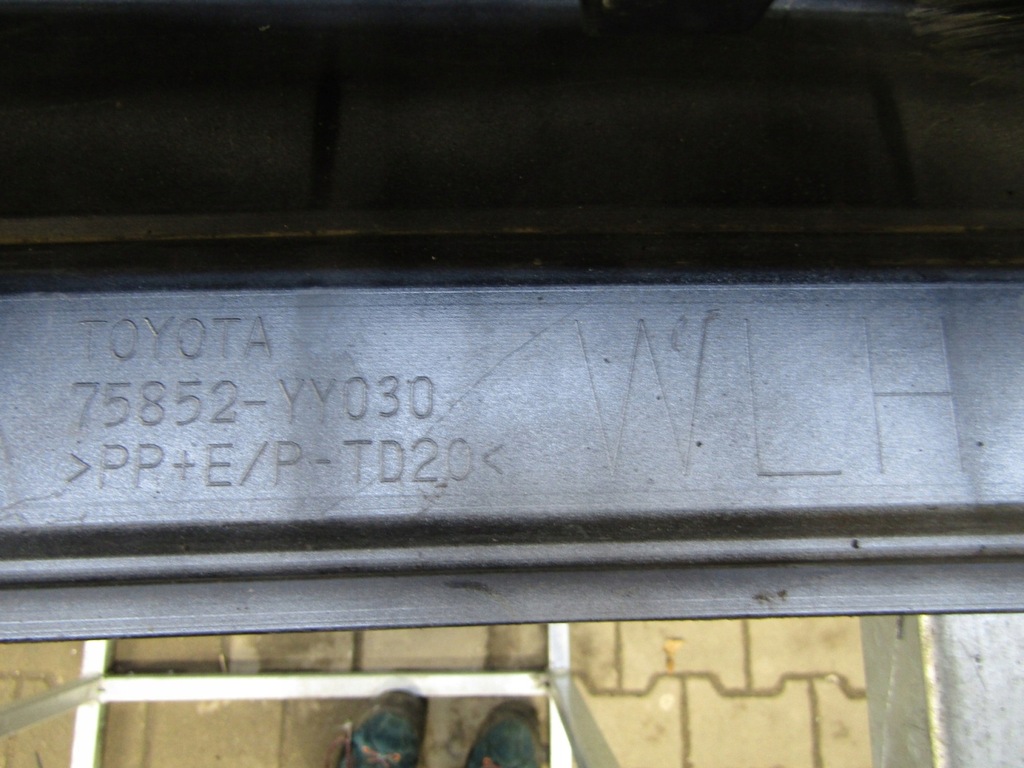 TOYOTA
75852-YY030
>PP+E/P-TD20<
WLH